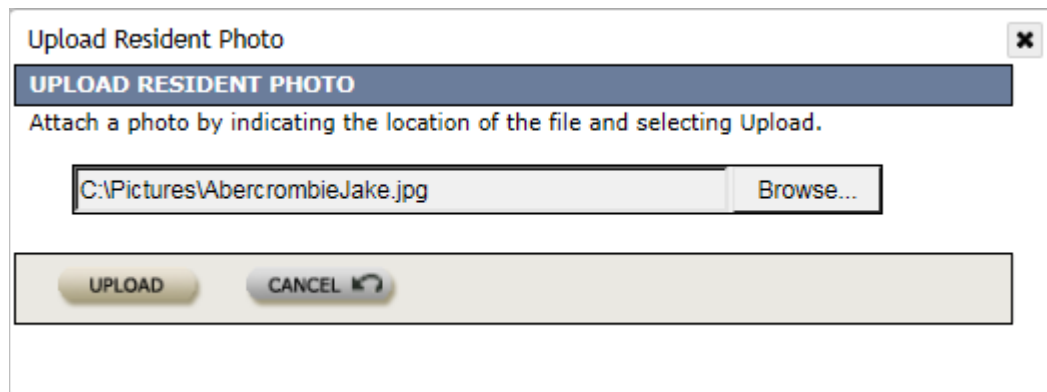 Upload Resident Photo
UPLOAD RESIDENT PHOTO
Attach a photo by indicating the location of the file and selecting Upload.
C:\Pictures\AbercrombieJake.jpg Browse...
UPLOAD CANCEL